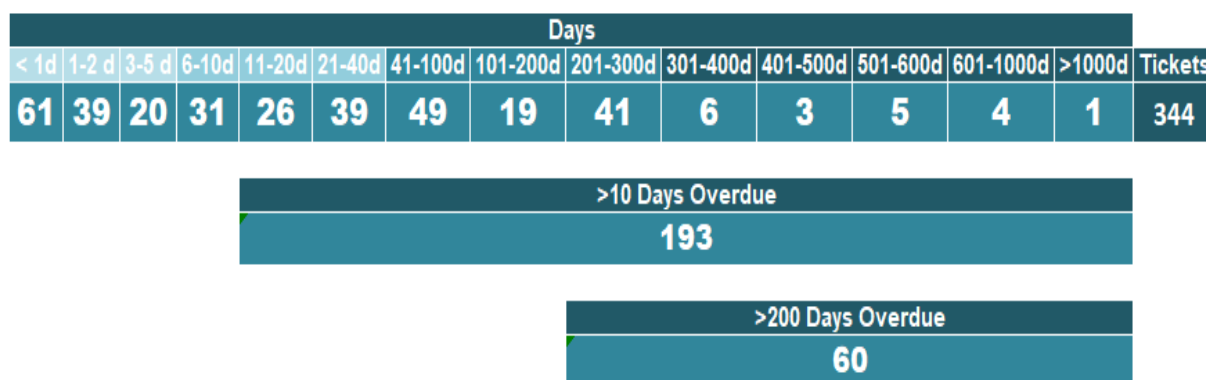 Days
< 1d 1-2 d 3-5 d 6-10d 11-20d 21-40d 41-100d 101-200d 201-300d 301-400d 401-500d 501-600d 601-1000d >1000d Tickets
61 39 20 31 26 39 49 19 41 6 3 5 4 1 344
>10 Days Overdue
193
>200 Days Overdue
60